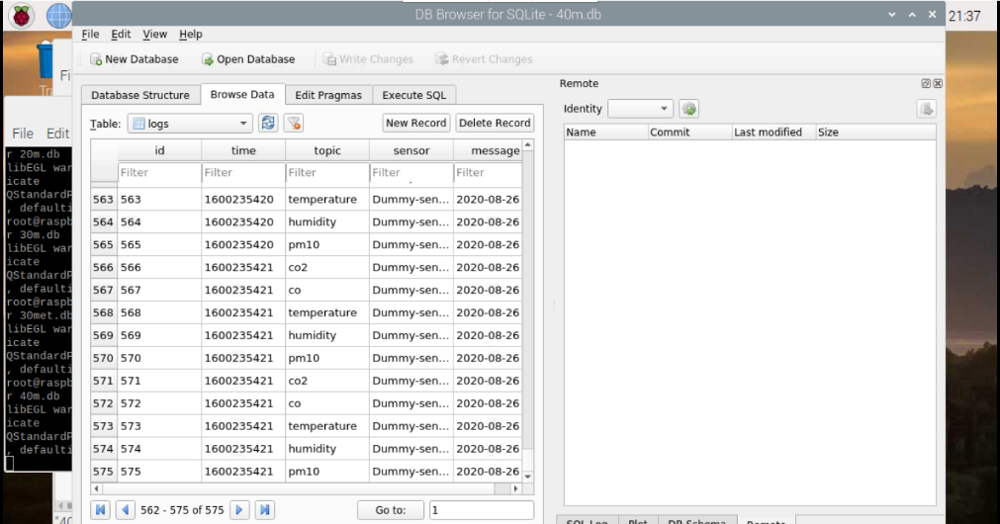 DB Browser for SQLite - 40m.db
21:37
File Edit View Help
New Database Open Database Write Changes Revert Changes
Database Structure Browse Data Edit Pragmas Execute SQL
Table: logs New Record Delete Record
id time topic sensor message
Filter Filter Filter Filter Filter
563 563 1600235420 temperature Dummy-sen... 2020-08-26
564 564 1600235420 humidity Dummy-sen... 2020-08-26
565 565 1600235420 pm10 Dummy-sen... 2020-08-26
566 566 1600235421 co2 Dummy-sen... 2020-08-26
567 567 1600235421 co Dummy-sen... 2020-08-26
568 568 1600235421 temperature Dummy-sen... 2020-08-26
569 569 1600235421 humidity Dummy-sen... 2020-08-26
570 570 1600235421 pm10 Dummy-sen... 2020-08-26
571 571 1600235421 co2 Dummy-sen... 2020-08-26
572 572 1600235421 co Dummy-sen... 2020-08-26
573 573 1600235421 temperature Dummy-sen... 2020-08-26
574 574 1600235421 humidity Dummy-sen... 2020-08-26
575 575 1600235421 pm10 Dummy-sen... 2020-08-26
562 - 575 of 575 Go to: 1
Remote
Identity
Name Commit Last modified Size
SQL Log Plot DB Schema Remote
Fi
Tr
File Edit
r 20m.db
libEGL war
icate
QStandardP
, defaulti
root@raspb
r 30m.db
libEGL war
icate
QStandardP
, defaulti
root@raspb
r 30met.db
libEGL war
icate
QStandardP
, defaulti
root@raspb
r 40m.db
libEGL war
icate
QStandardP
, defaulti
"40